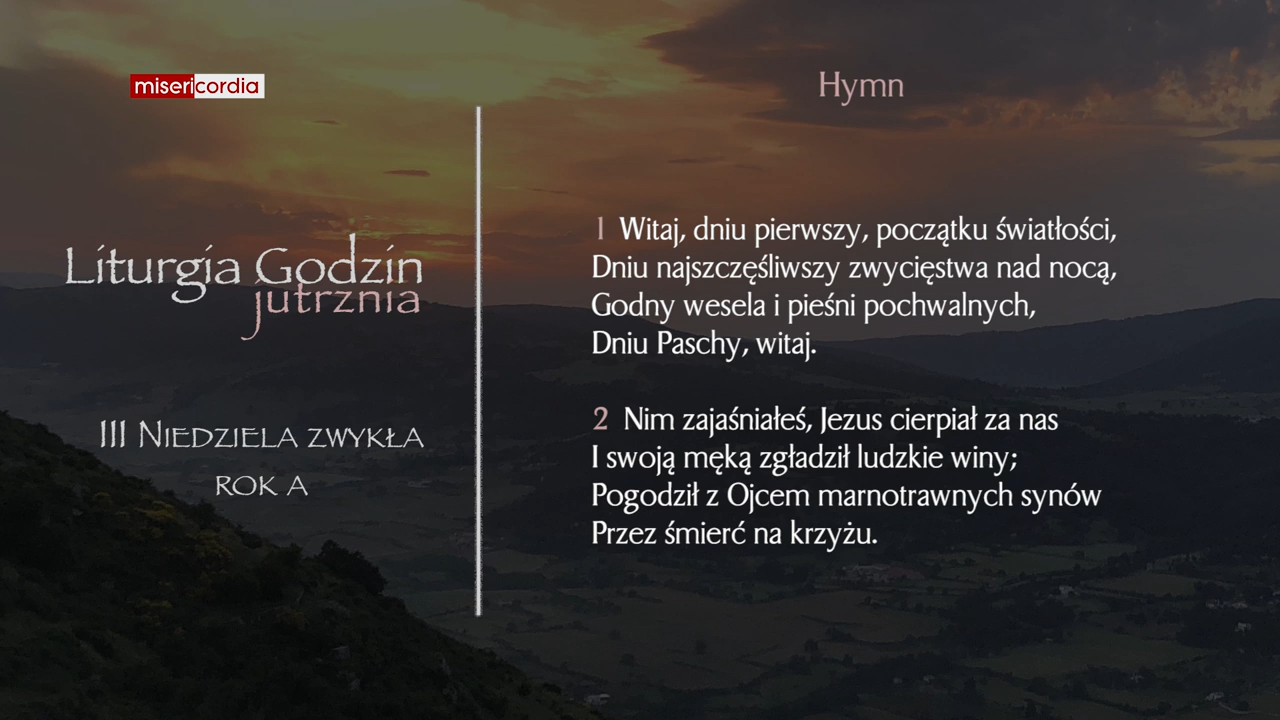 misericordia
Liturgia Godzin
jutrznia
III NIEDZIELA ZWYKŁA
ROK A
Hymn
1 Witaj, dniu pierwszy, początku światłości,
Dniu najszczęśliwszy zwycięstwa nad nocą,
Godny wesela i pieśni pochwalnych,
Dniu Paschy, witaj.
2 Nim zajaśniałeś, Jezus cierpiał za nas
I swoją męką zgładził ludzkie winy;
Pogodził z Ojcem marnotrawnych synów
Przez śmierć na krzyżu.